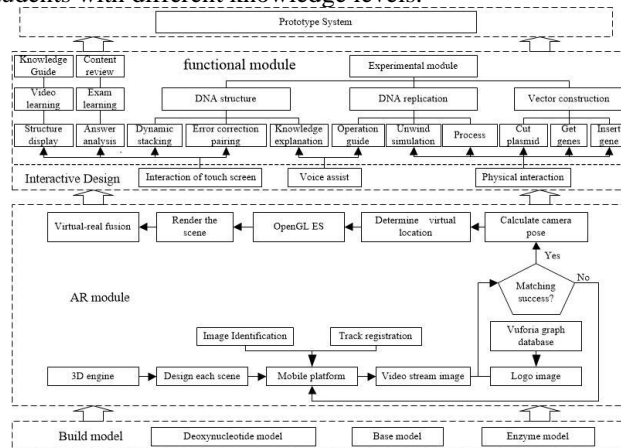 udents with different knowledge levels.
Prototype System
Knowledge Guide
Content review
functional module
Experimental module
Video learning
Exam learning
DNA structure
DNA replication
Vector construction
Structure display
Answer analysis
Dynamic stacking
Error correction pairing
Knowledge explanation
Operation guide
Unwind simulation
Process
Cut plasmid
Get genes
Insert gene
Interactive Design
Interaction of touch screen
Voice assist
Physical interaction
Virtual-real fusion
Render the scene
OpenGL ES
Determine virtual location
Calculate camera pose
Yes
No
Matching success?
AR module
Image Identification
Track registration
Vuforia graph database
3D engine
Design each scene
Mobile platform
Video stream image
Logo image
Build model
Deoxynucleotide model
Base model
Enzyme model